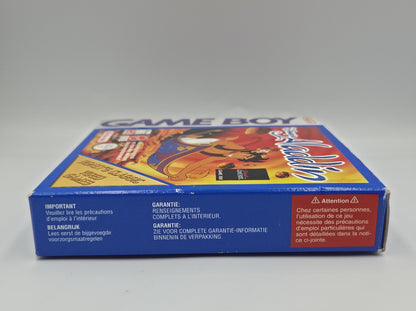 GAME BOY
Aladdin
IMPORTANT
Veuillez lire les précautions
d'emploi à l'intérieur
BELANGRIJK
Lees eerst de bijgevoegde
voorzorgsmaatregelen
GARANTIE:
RENSEIGNEMENTS
COMPLETS A L'INTERIEUR.
GARANTIE:
ZIE VOOR COMPLETE GARANTIE-INFORMATIE
BINNENIN DE VERPAKKING.
⚠ Attention ⚠
Chez certaines personnes,
l'utilisation de ce jeu
nécessite des précautions
d'emploi particulières qui
sont détaillées dans la noti-
ce ci-jointe.